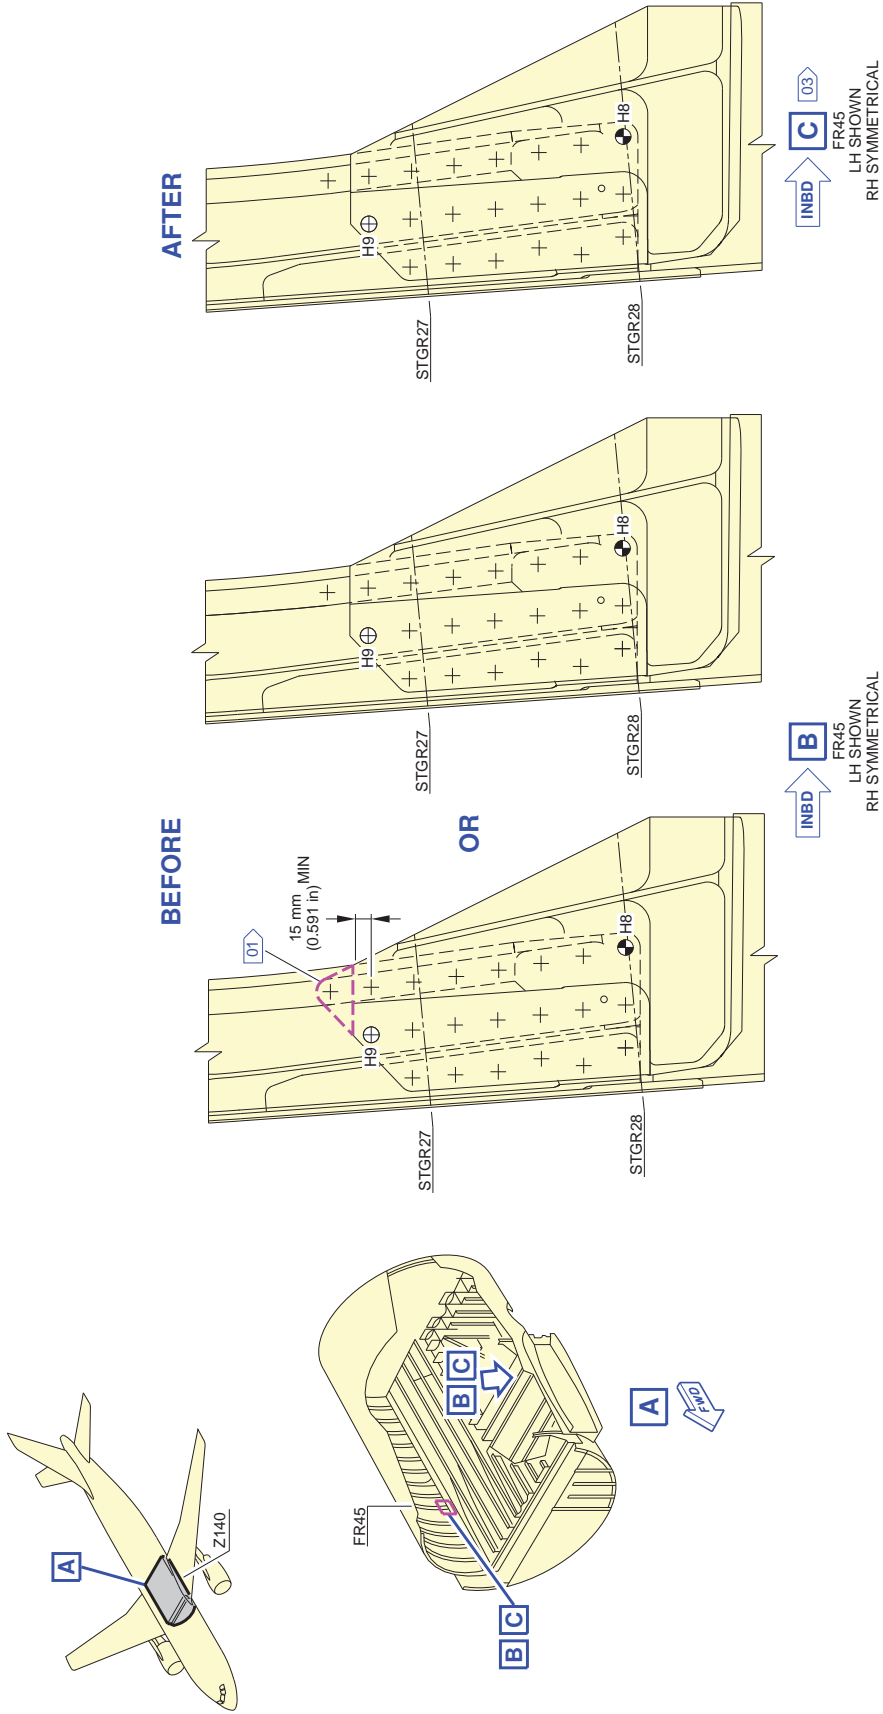 A
Z140
FR45
B C
B C
A
FWD
BEFORE
01
15 mm
(0.591 in)
MIN
H9
H8
STGR27
STGR28
OR
H9
H8
STGR27
STGR28
INBD
B
FR45
LH SHOWN
RH SYMMETRICAL
AFTER
H9
H8
STGR27
STGR28
INBD
C
03
FR45
LH SHOWN
RH SYMMETRICAL